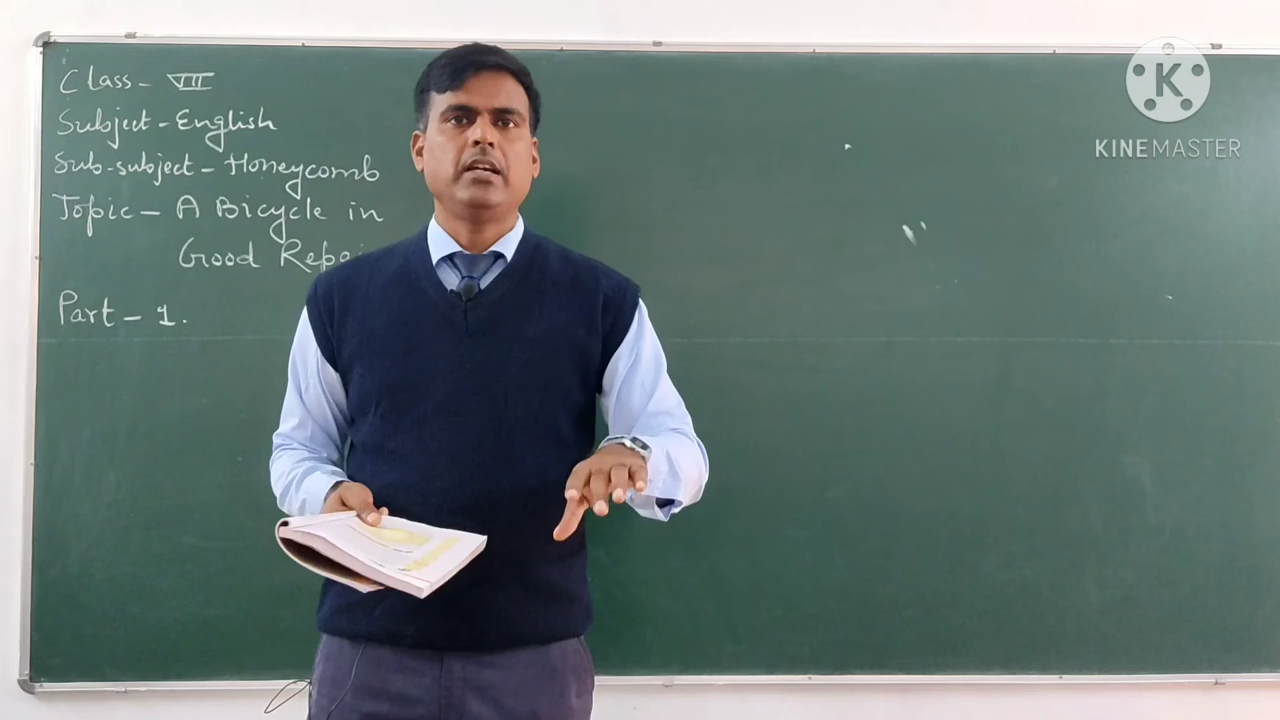 Class - VII
Subject - English
Sub-subject - Honeycomb
Topic - A Bicycle in
Good
Part - 1.
K
KINEMASTER